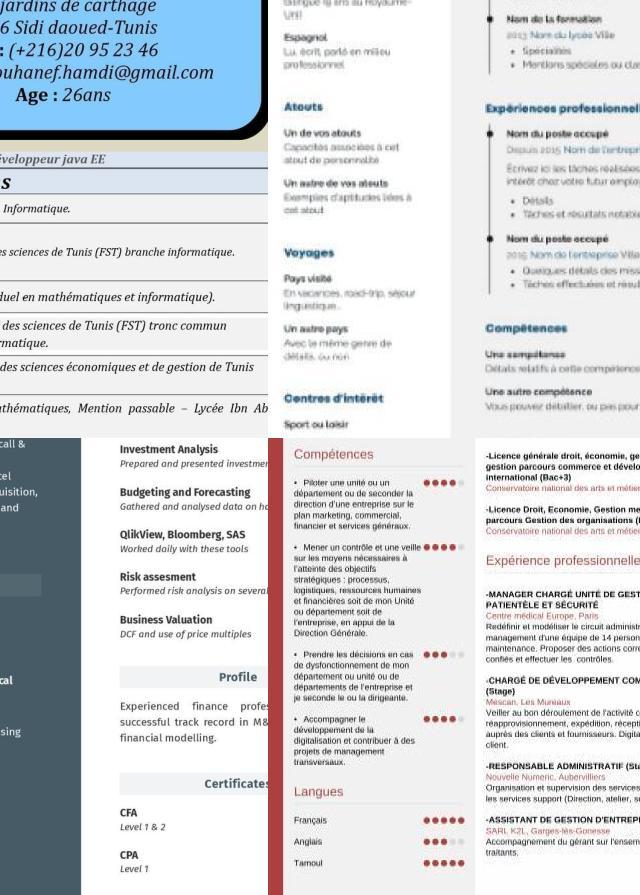 jardins de carthage
6 Sidi daoued-Tunis
: (+216)20 95 23 46
ouhanef.hamdi@gmail.com
Age : 26ans
éveloppeur java EE
s
Informatique.
es sciences de Tunis (FST) branche informatique.
duel en mathématiques et informatique).
des sciences de Tunis (FST) tronc commun
rmatique.
des sciences économiques et de gestion de Tunis
athématiques, Mention passable – Lycée Ibn Ab
Bilingue 19 ans au Royaume-
Uni!
Espagnol
Lu, écrit, parlé en milieu
professionnel
Atouts
Un de vos atouts
Capacités associées à cet
atout de personnalité
Un autre de vos atouts
Exemples d'aptitudes liées à
cet atout
Voyages
Pays visité
En vacances, road-trip, séjour
linguistique..
Un autre pays
Avec le même genre de
détails, ou non
Centres d'intérêt
Sport ou loisir
Nom de la formation
2013 Nom du lycée Ville
• Spécialités
• Mentions spéciales ou clas
Expériences professionnell
Nom du poste occupé
Depuis 2015 Nom de l'entrepri
Écrivez ici les tâches réalisées
intérêt chez votre futur employ
• Détails
• Tâches et résultats notable
Nom du poste occupé
2015 Nom de l'entreprise Ville
• Quelques détails des miss
• Tâches effectuées et résul
Compétences
Une compétence
Détails relatifs à cette compétence
Une autre compétence
Vous pouvez détailler, ou pas pour
call &
cel
uisition,
and
cal
sing
Investment Analysis
Prepared and presented investmen
Budgeting and Forecasting
Gathered and analysed data on ho
QlikView, Bloomberg, SAS
Worked daily with these tools
Risk assesment
Performed risk analysis on several
Business Valuation
DCF and use of price multiples
Profile
Experienced finance profes
successful track record in M&
financial modelling.
Certificates
CFA
Level 1 & 2
CPA
Level 1
Compétences
• Piloter une unité ou un
département ou de seconder la
direction d'une entreprise sur le
plan marketing, commercial,
financier et services généraux.
• Mener un contrôle et une veille
sur les moyens nécessaires à
l'atteinte des objectifs
stratégiques : processus,
logistiques, ressources humaines
et financières soit de mon Unité
ou département soit de
l'entreprise, en appui de la
Direction Générale.
• Prendre les décisions en cas
de dysfonctionnement de mon
département ou unité ou de
départements de l'entreprise et
je seconde le ou la dirigeante.
• Accompagner le
développement de la
digitalisation et contribuer à des
projets de management
transversaux.
Langues
Français
Anglais
Tamoul
-Licence générale droit, économie, ge
gestion parcours commerce et dévelo
international (Bac+3)
Conservatoire national des arts et métier
-Licence Droit, Economie, Gestion me
parcours Gestion des organisations (
Conservatoire national des arts et métier
Expérience professionnelle
-MANAGER CHARGÉ UNITÉ DE GEST
PATIENTÈLE ET SÉCURITÉ
Centre médical Europe, Paris
Redéfinir et modéliser le circuit administr
management d'une équipe de 14 person
maintenance. Proposer des actions corre
confiés et effectuer les contrôles.
-CHARGÉ DE DÉVELOPPEMENT COM
(Stage)
Mescan, Les Mureaux
Veiller au bon déroulement de l'activité c
réapprovisionnement, expédition, récepti
auprès des clients et fournisseurs. Digita
client.
-RESPONSABLE ADMINISTRATIF (Sta
Nouvelle Numeric, Aubervilliers
Organisation et supervision des services
les services support (Direction, atelier, se
-ASSISTANT DE GESTION D'ENTREP
SARL K2L, Garges-lès-Gonesse
Accompagnement du gérant sur l'ensem
traitants.